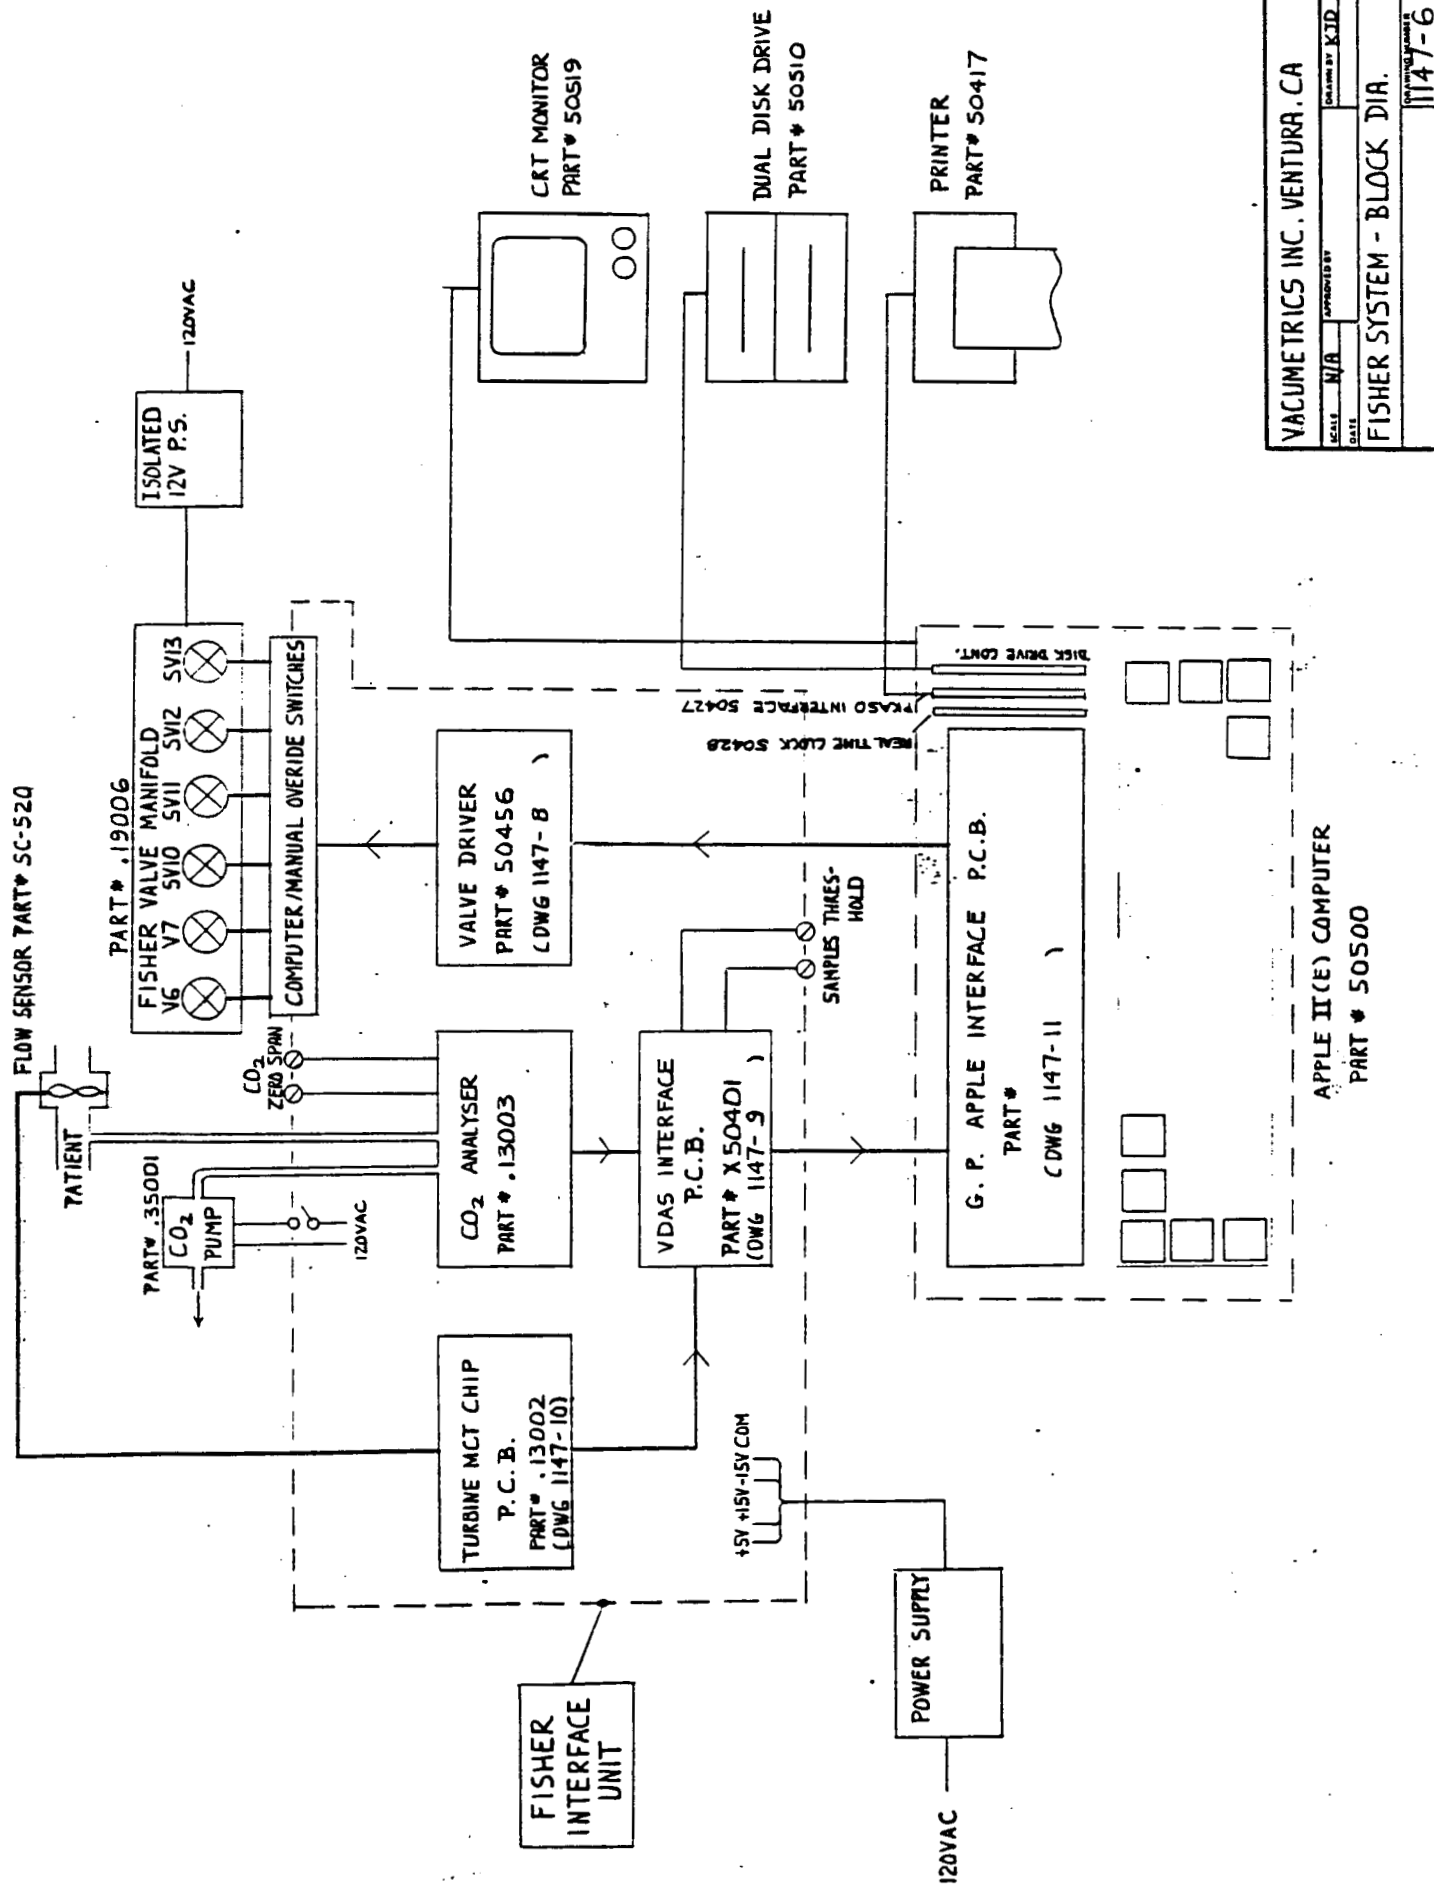 FLOW SENSOR PART# SC-520
PATIENT
PART# .35001
CO2
PUMP
120VAC
PART# .19006
FISHER VALVE MANIFOLD
V6 V7 SV10 SV11 SV12 SV13
COMPUTER/MANUAL OVERIDE SWITCHES
ISOLATED
12V P.S.
120VAC
CO2
ZERO SPAN
TURBINE MCT CHIP
P.C.B.
PART# .13002
(DWG 1147-10)
CO2 ANALYSER
PART# .13003
VALVE DRIVER
PART# 50456
(DWG 1147-8 )
CRT MONITOR
PART# 50519
FISHER
INTERFACE
UNIT
VDAS INTERFACE
P.C.B.
PART# X50401
(DWG 1147-9 )
SAMPLES THRES-
HOLD
DUAL DISK DRIVE
PART# 50510
+5V +15V -15V COM
REAL TIME CLOCK 50428
PKASO INTERFACE 50427
DISK DRIVE CONT.
PRINTER
PART# 50417
POWER SUPPLY
120VAC
G. P. APPLE INTERFACE P.C.B.
PART#
(DWG 1147-11 )
APPLE II(E) COMPUTER
PART # 50500
VACUMETRICS INC. VENTURA. CA
SCALE N/A
APPROVED BY
DRAWN BY KJD
DATE
FISHER SYSTEM - BLOCK DIA.
DRAWING NUMBER
1147-6